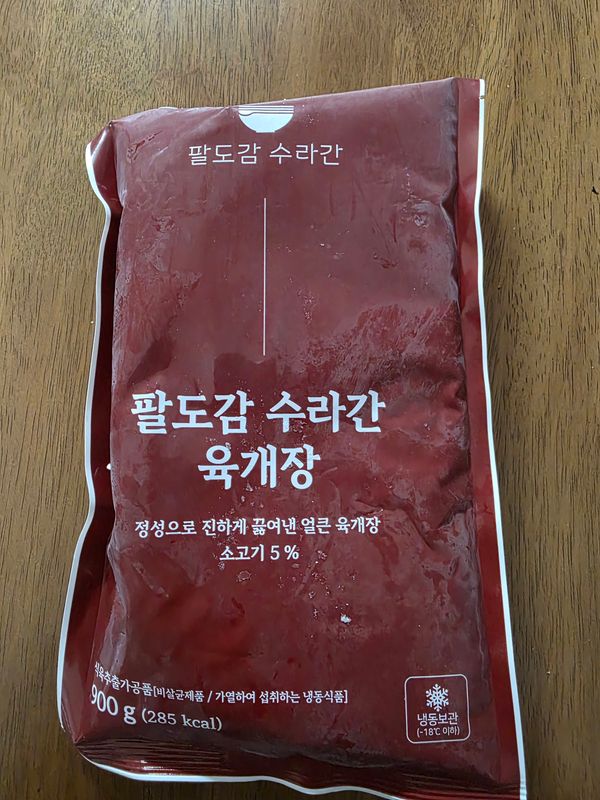 팔도감 수라간
팔도감 수라간
육개장
정성으로 진하게 끓여낸 얼큰 육개장
소고기 5 %
식육추출가공품[비살균제품 / 가열하여 섭취하는 냉동식품]
900 g (285 kcal)
냉동보관
(-18℃ 이하)